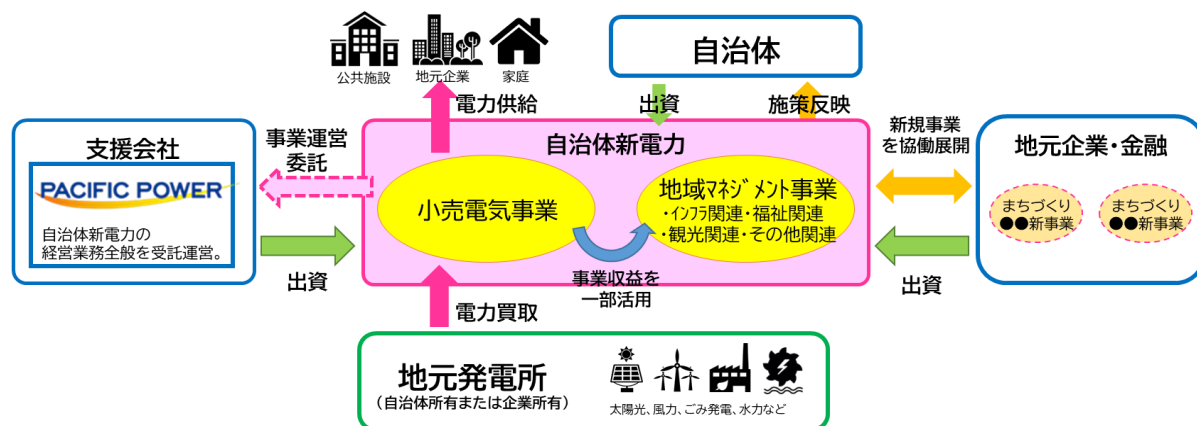 公共施設
地元企業
家庭
自治体
電力供給
出資
施策反映
支援会社
PACIFIC POWER
自治体新電力の
経営業務全般を受託運営。
事業運営
委託
出資
自治体新電力
小売電気事業
地域ﾏﾈｼﾞﾒﾝﾄ事業
・ｲﾝﾌﾗ関連・福祉関連
・観光関連・その他関連
事業収益を
一部活用
新規事業
を協働展開
出資
地元企業・金融
まちづくり
●●新事業
まちづくり
●●新事業
電力買取
地元発電所
（自治体所有または企業所有）
太陽光、風力、ごみ発電、水力など